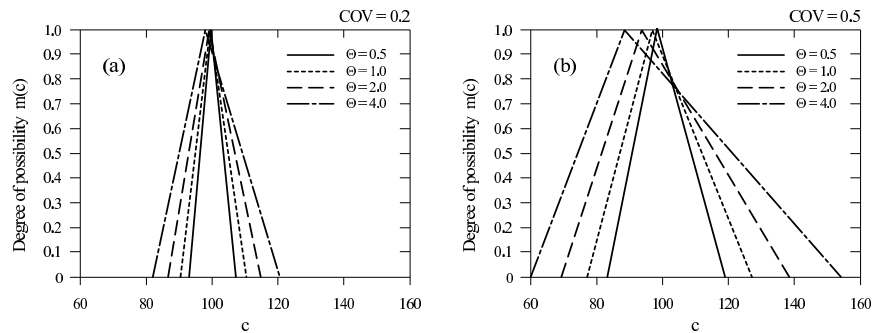 COV = 0.2
Degree of possibility m(c)
1.0
0.9
0.8
0.7
0.6
0.5
0.4
0.3
0.2
0.1
0
(a)
Θ = 0.5
Θ = 1.0
Θ = 2.0
Θ = 4.0
60 80 100 120 140 160
c
COV = 0.5
Degree of possibility m(c)
1.0
0.9
0.8
0.7
0.6
0.5
0.4
0.3
0.2
0.1
0
(b)
Θ = 0.5
Θ = 1.0
Θ = 2.0
Θ = 4.0
60 80 100 120 140 160
c